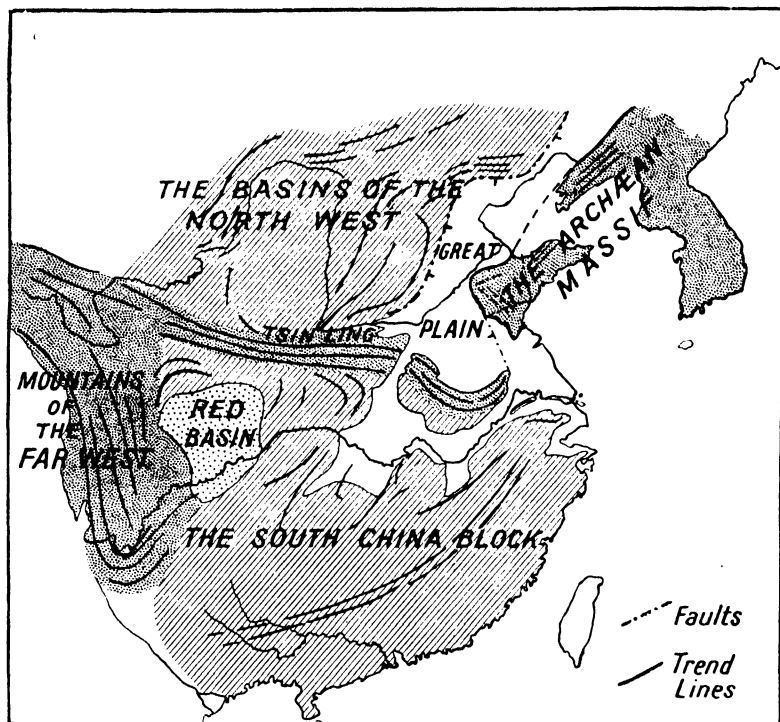 THE BASINS OF THE
NORTH WEST
THE ARCHÆAN
MASSIF
GREAT
PLAIN
TSIN LING
MOUNTAINS
OF
THE
FAR WEST
RED
BASIN
THE SOUTH CHINA BLOCK
Faults
Trend
Lines